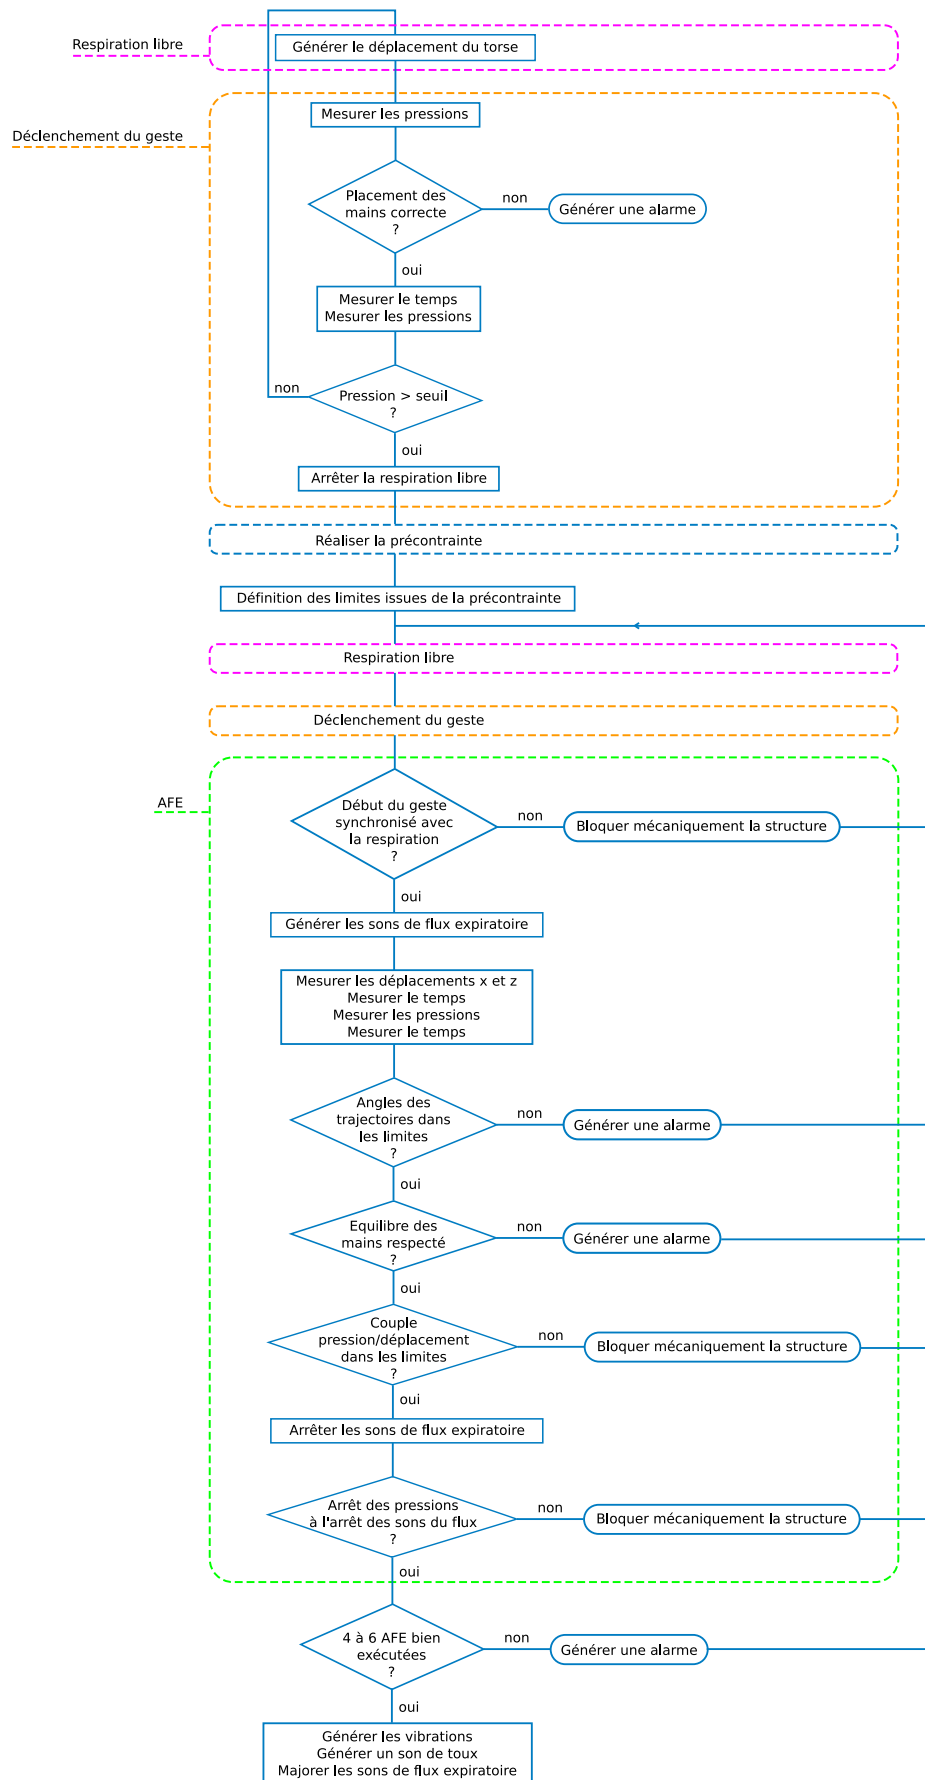 Respiration libre
Générer le déplacement du torse
Déclenchement du geste
Mesurer les pressions
Placement des
mains correcte
?
non
Générer une alarme
oui
Mesurer le temps
Mesurer les pressions
non
Pression > seuil
?
oui
Arrêter la respiration libre
Réaliser la précontrainte
Définition des limites issues de la précontrainte
Respiration libre
Déclenchement du geste
AFE
Début du geste
synchronisé avec
la respiration
?
non
Bloquer mécaniquement la structure
oui
Générer les sons de flux expiratoire
Mesurer les déplacements x et z
Mesurer le temps
Mesurer les pressions
Mesurer le temps
Angles des
trajectoires dans
les limites
?
non
Générer une alarme
oui
Equilibre des
mains respecté
?
non
Générer une alarme
oui
Couple
pression/déplacement
dans les limites
?
non
Bloquer mécaniquement la structure
oui
Arrêter les sons de flux expiratoire
Arrêt des pressions
à l'arrêt des sons du flux
?
non
Bloquer mécaniquement la structure
oui
4 à 6 AFE bien
exécutées
?
non
Générer une alarme
oui
Générer les vibrations
Générer un son de toux
Majorer les sons de flux expiratoire